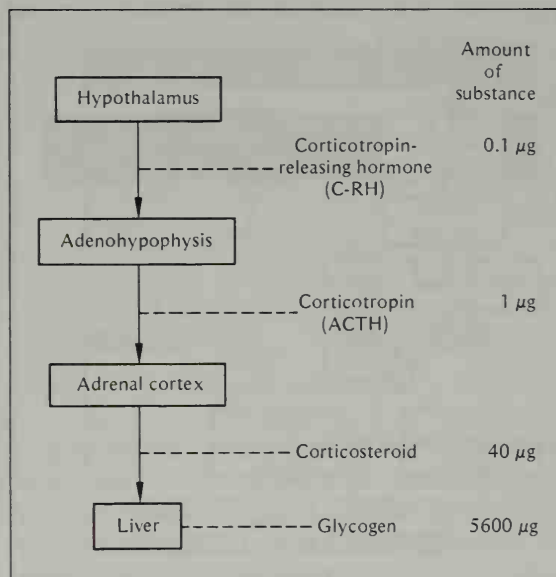 Amount
of
substance
Hypothalamus
Corticotropin-
releasing hormone
(C-RH)
0.1 µg
Adenohypophysis
Corticotropin
(ACTH)
1 µg
Adrenal cortex
Corticosteroid
40 µg
Liver
Glycogen
5600 µg